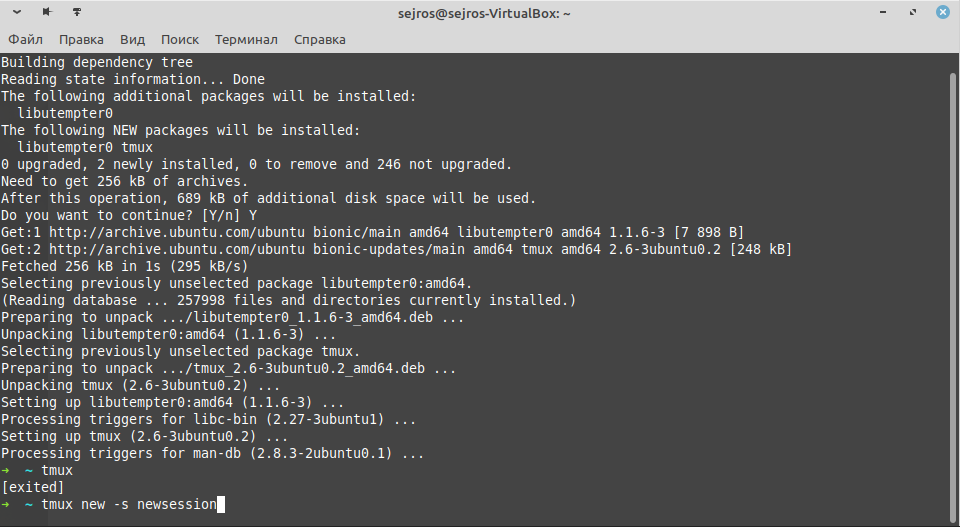 sejros@sejros-VirtualBox: ~
Файл Правка Вид Поиск Терминал Справка
Building dependency tree
Reading state information... Done
The following additional packages will be installed:
  libutempter0
The following NEW packages will be installed:
  libutempter0 tmux
0 upgraded, 2 newly installed, 0 to remove and 246 not upgraded.
Need to get 256 kB of archives.
After this operation, 689 kB of additional disk space will be used.
Do you want to continue? [Y/n] Y
Get:1 http://archive.ubuntu.com/ubuntu bionic/main amd64 libutempter0 amd64 1.1.6-3 [7 898 B]
Get:2 http://archive.ubuntu.com/ubuntu bionic-updates/main amd64 tmux amd64 2.6-3ubuntu0.2 [248 kB]
Fetched 256 kB in 1s (295 kB/s)
Selecting previously unselected package libutempter0:amd64.
(Reading database ... 257998 files and directories currently installed.)
Preparing to unpack .../libutempter0_1.1.6-3_amd64.deb ...
Unpacking libutempter0:amd64 (1.1.6-3) ...
Selecting previously unselected package tmux.
Preparing to unpack .../tmux_2.6-3ubuntu0.2_amd64.deb ...
Unpacking tmux (2.6-3ubuntu0.2) ...
Setting up libutempter0:amd64 (1.1.6-3) ...
Processing triggers for libc-bin (2.27-3ubuntu1) ...
Setting up tmux (2.6-3ubuntu0.2) ...
Processing triggers for man-db (2.8.3-2ubuntu0.1) ...
➜  ~ tmux
[exited]
➜  ~ tmux new -s newsession